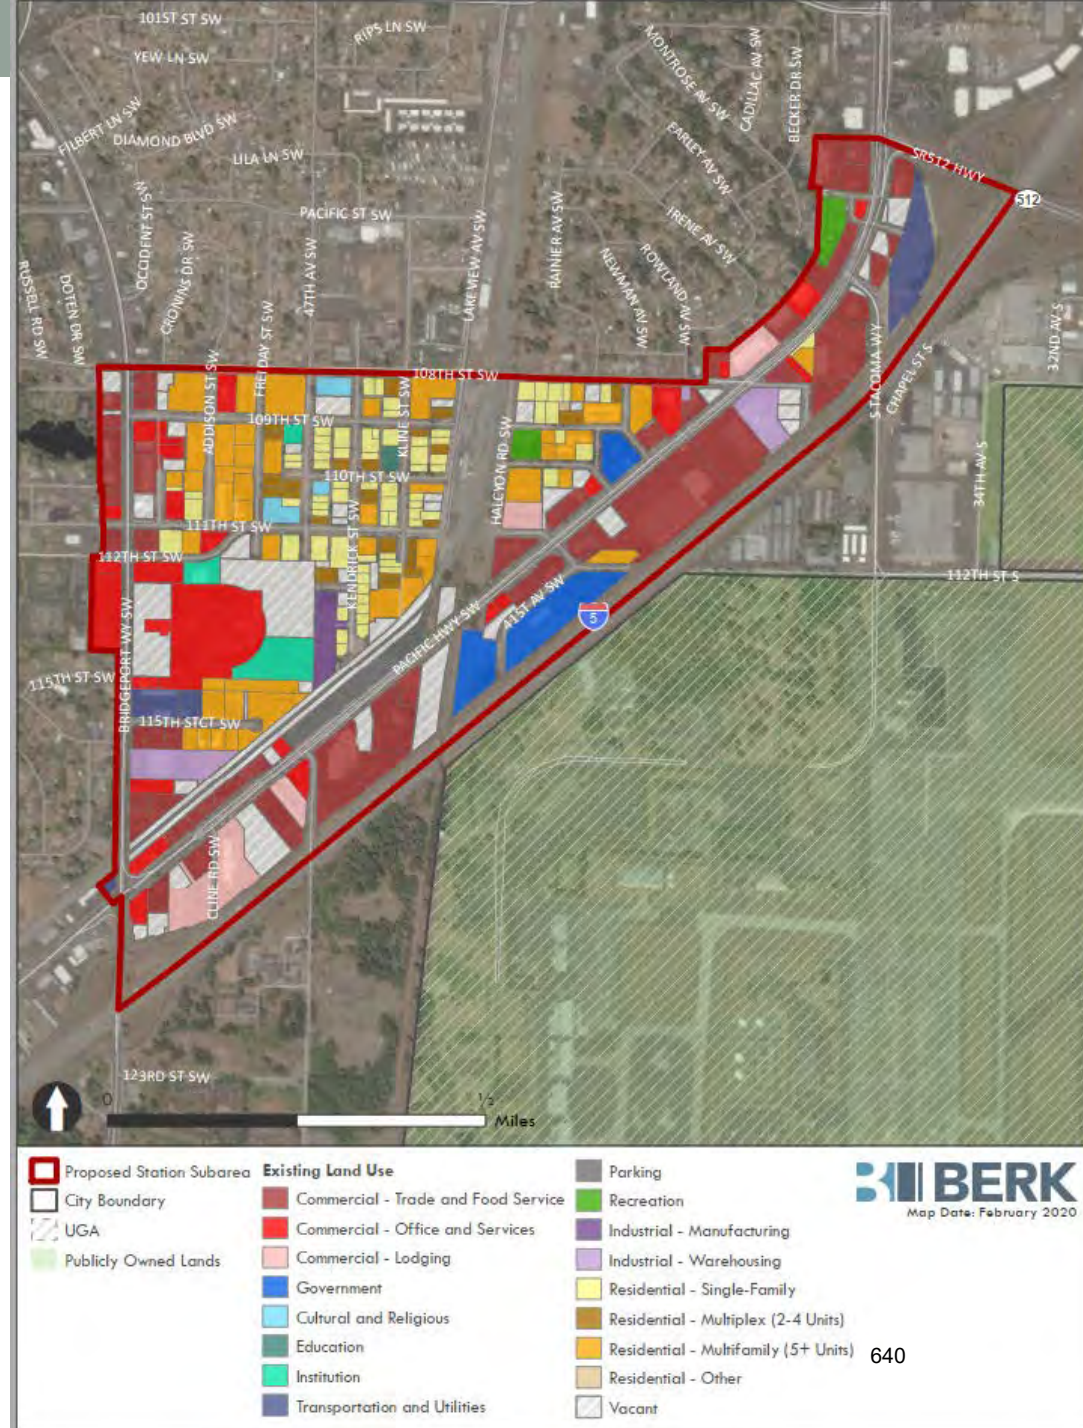 101ST ST SW
RIPS LN SW
YEW LN SW
MONTROSE AV SW
CADILLAC AV SW
BECKER DR SW
FILBERT LN SW
DIAMOND BLVD SW
LILA LN SW
EARLEY AV SW
SR512 HWY
512
OCCIDENT ST SW
PACIFIC ST SW
IRENE AV SW
RAINIER AV SW
LAKEVIEW AV SW
47TH AV SW
CRONINS DR SW
ROWLAND AV SW
NEWMAN AV SW
RUSSELL RD SW
DOTEN DR SW
32ND AV S
S TACOMA WY
CHAPEL ST S
108TH ST SW
FREDAY ST SW
ADDISON ST SW
KLINE ST SW
109TH ST SW
HALCYON RD SW
34TH AV S
110TH ST SW
111TH ST SW
KENDRICK ST SW
112TH ST SW
112TH ST S
41ST AV SW
5
PACIFIC HWY SW
BRIDGEPORT WY SW
115TH ST SW
115TH STCT SW
CLINE RD SW
123RD ST SW
0
1/2
Miles
Proposed Station Subarea
City Boundary
UGA
Publicly Owned Lands
Existing Land Use
Commercial - Trade and Food Service
Commercial - Office and Services
Commercial - Lodging
Government
Cultural and Religious
Education
Institution
Transportation and Utilities
Parking
Recreation
Industrial - Manufacturing
Industrial - Warehousing
Residential - Single-Family
Residential - Multiplex (2-4 Units)
Residential - Multifamily (5+ Units)
Residential - Other
Vacant
BERK
Map Date: February 2020
640